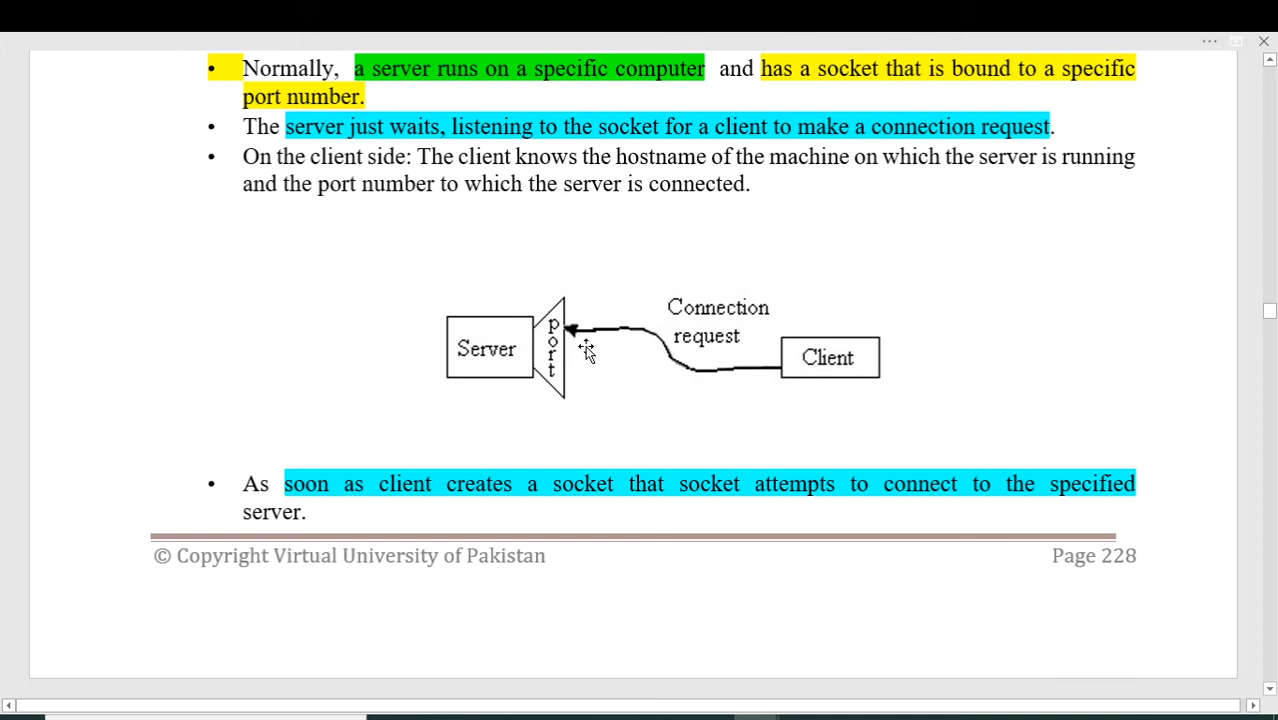 • Normally, a server runs on a specific computer and has a socket that is bound to a specific
port number.
• The server just waits, listening to the socket for a client to make a connection request.
• On the client side: The client knows the hostname of the machine on which the server is running
and the port number to which the server is connected.
Connection
request
Server
port
Client
• As soon as client creates a socket that socket attempts to connect to the specified
server.
© Copyright Virtual University of Pakistan Page 228